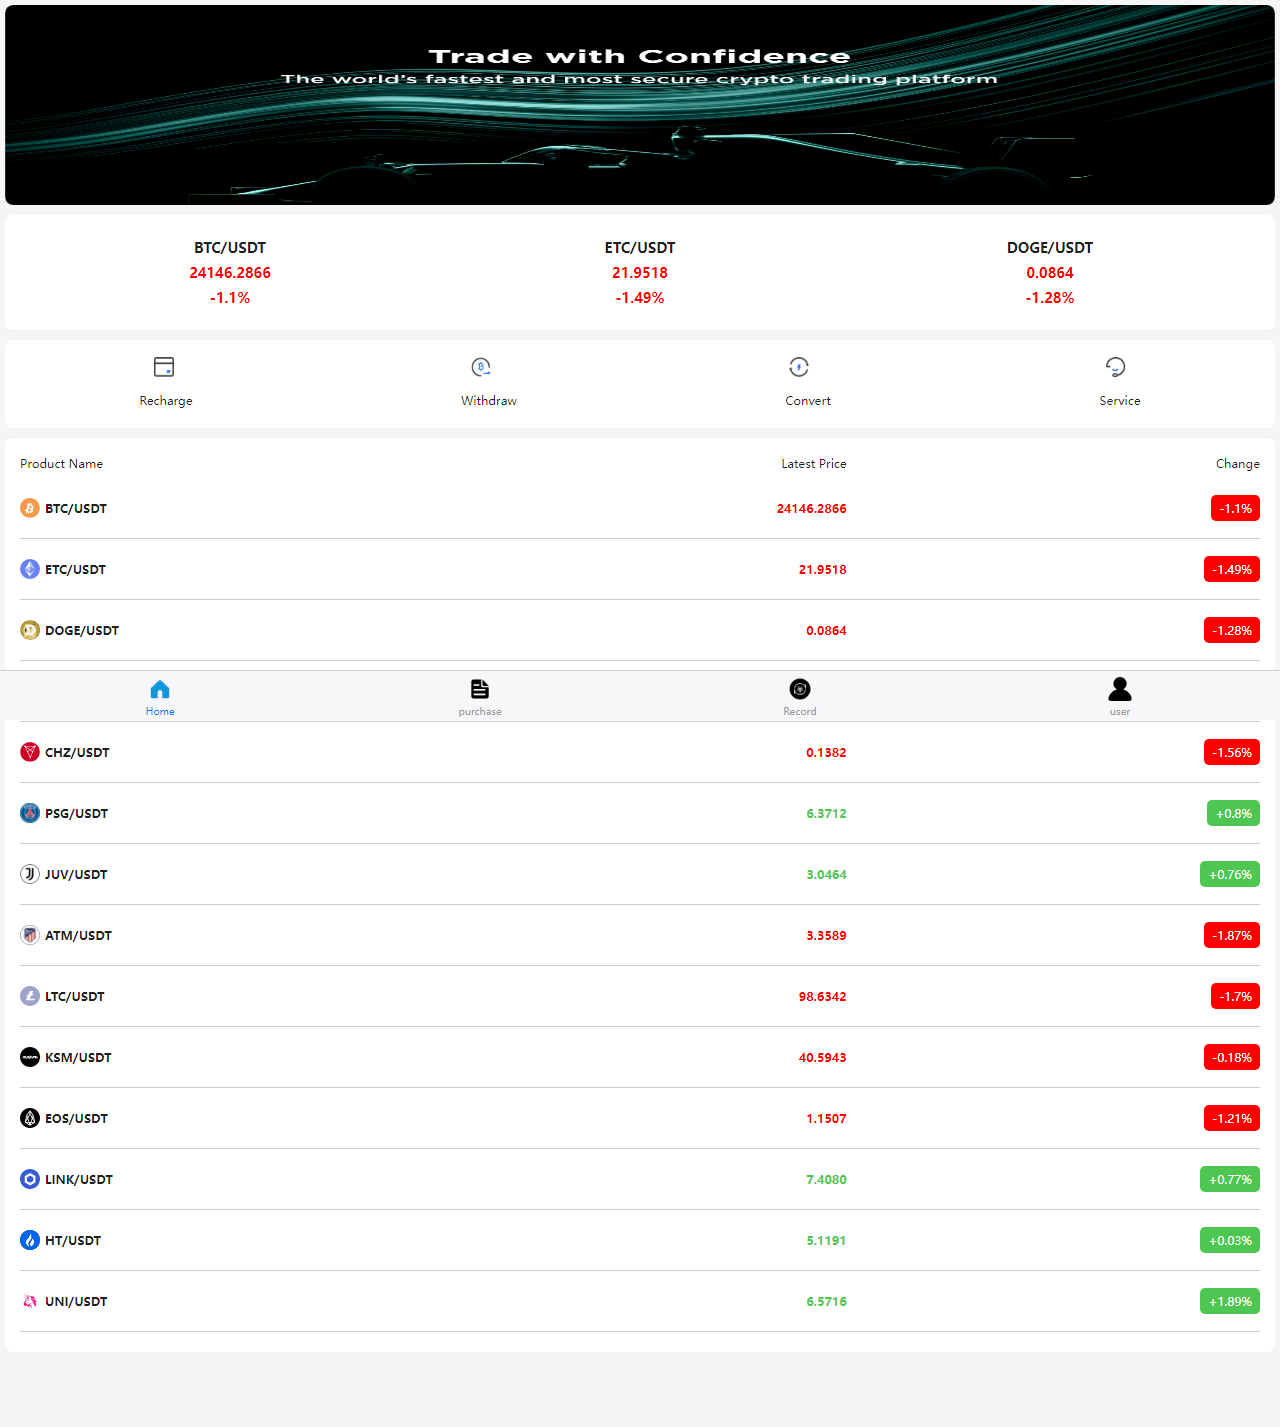 Trade with Confidence
The world's fastest and most secure crypto trading platform
BTC/USDT ETC/USDT DOGE/USDT
24146.2866 21.9518 0.0864
-1.1% -1.49% -1.28%
Recharge Withdraw Convert Service
Product Name Latest Price Change
BTC/USDT 24146.2866 -1.1%
ETC/USDT 21.9518 -1.49%
DOGE/USDT 0.0864 -1.28%
Home purchase Record user
CHZ/USDT 0.1382 -1.56%
PSG/USDT 6.3712 +0.8%
JUV/USDT 3.0464 +0.76%
ATM/USDT 3.3589 -1.87%
LTC/USDT 98.6342 -1.7%
KSM/USDT 40.5943 -0.18%
EOS/USDT 1.1507 -1.21%
LINK/USDT 7.4080 +0.77%
HT/USDT 5.1191 +0.03%
UNI/USDT 6.5716 +1.89%